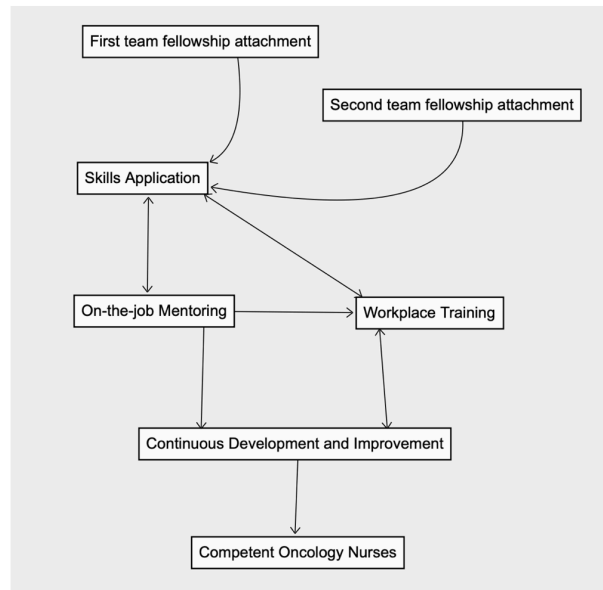 First team fellowship attachment
Second team fellowship attachment
Skills Application
On-the-job Mentoring
Workplace Training
Continuous Development and Improvement
Competent Oncology Nurses